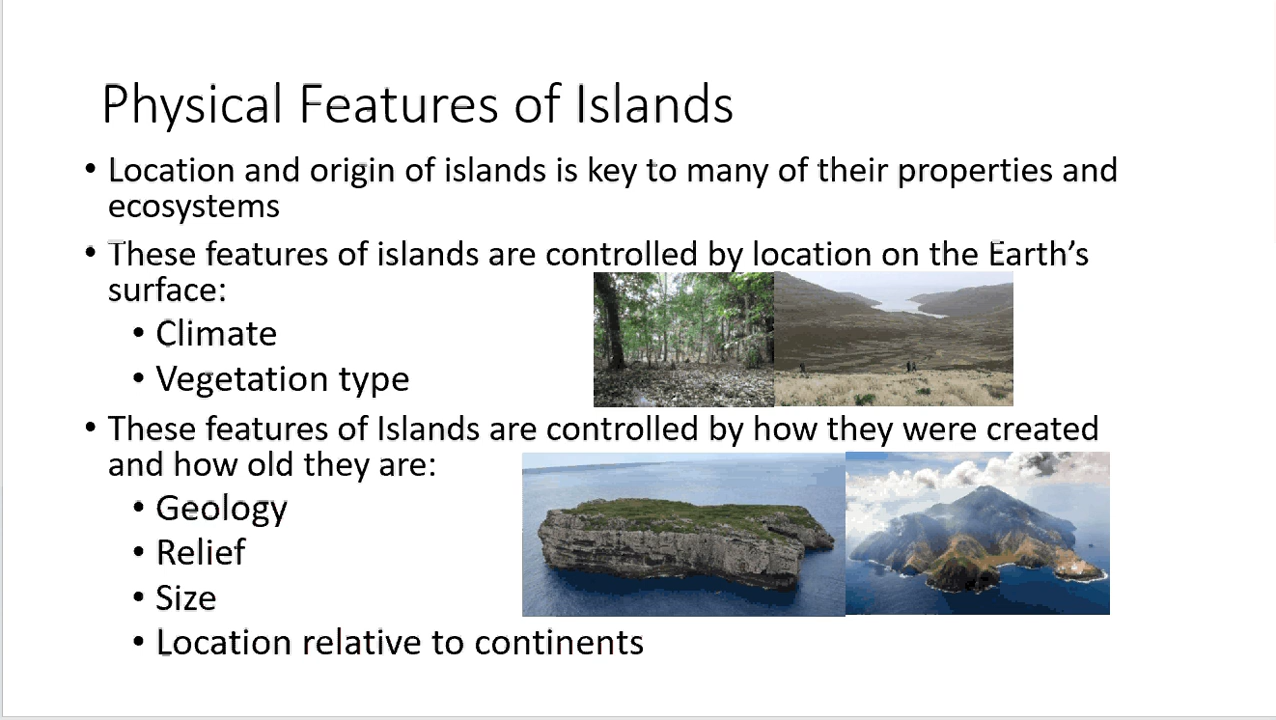 Physical Features of Islands
• Location and origin of islands is key to many of their properties and
ecosystems
• These features of islands are controlled by location on the Earth’s
surface:
• Climate
• Vegetation type
• These features of Islands are controlled by how they were created
and how old they are:
• Geology
• Relief
• Size
• Location relative to continents